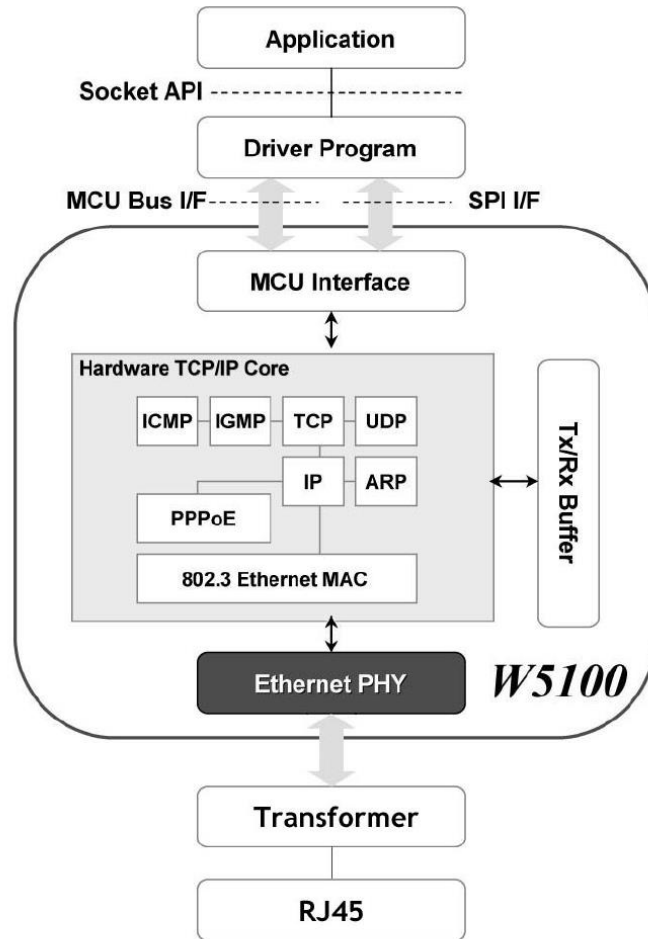 Application
Socket API
Driver Program
MCU Bus I/F
SPI I/F
MCU Interface
Hardware TCP/IP Core
ICMP
IGMP
TCP
UDP
IP
ARP
PPPoE
802.3 Ethernet MAC
Tx/Rx Buffer
Ethernet PHY
W5100
Transformer
RJ45